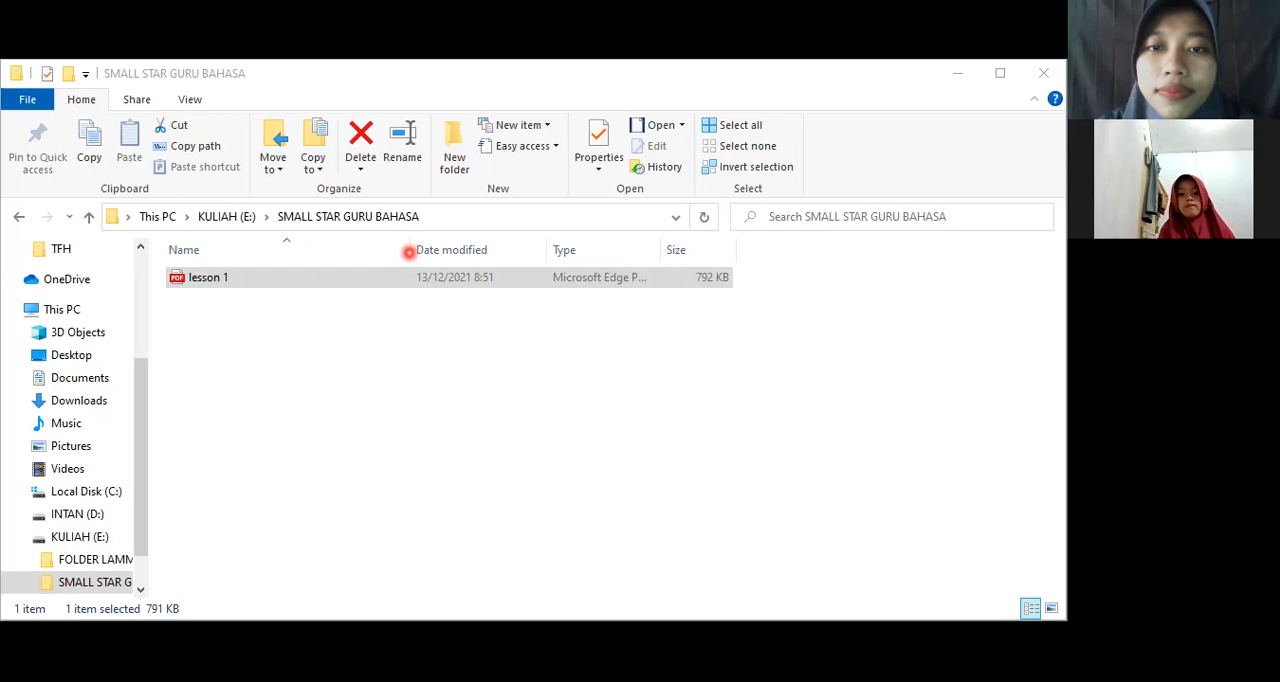 SMALL STAR GURU BAHASA
File Home Share View
Pin to Quick access
Copy
Paste
Cut
Copy path
Paste shortcut
Clipboard
Move to
Copy to
Delete
Rename
Organize
New folder
New item
Easy access
New
Properties
Open
Edit
History
Open
Select all
Select none
Invert selection
Select
This PC KULIAH (E:) SMALL STAR GURU BAHASA
Search SMALL STAR GURU BAHASA
Name Date modified Type Size
lesson 1 13/12/2021 8:51 Microsoft Edge P... 792 KB
TFH
OneDrive
This PC
3D Objects
Desktop
Documents
Downloads
Music
Pictures
Videos
Local Disk (C:)
INTAN (D:)
KULIAH (E:)
FOLDER LAMM
SMALL STAR G
1 item 1 item selected 791 KB